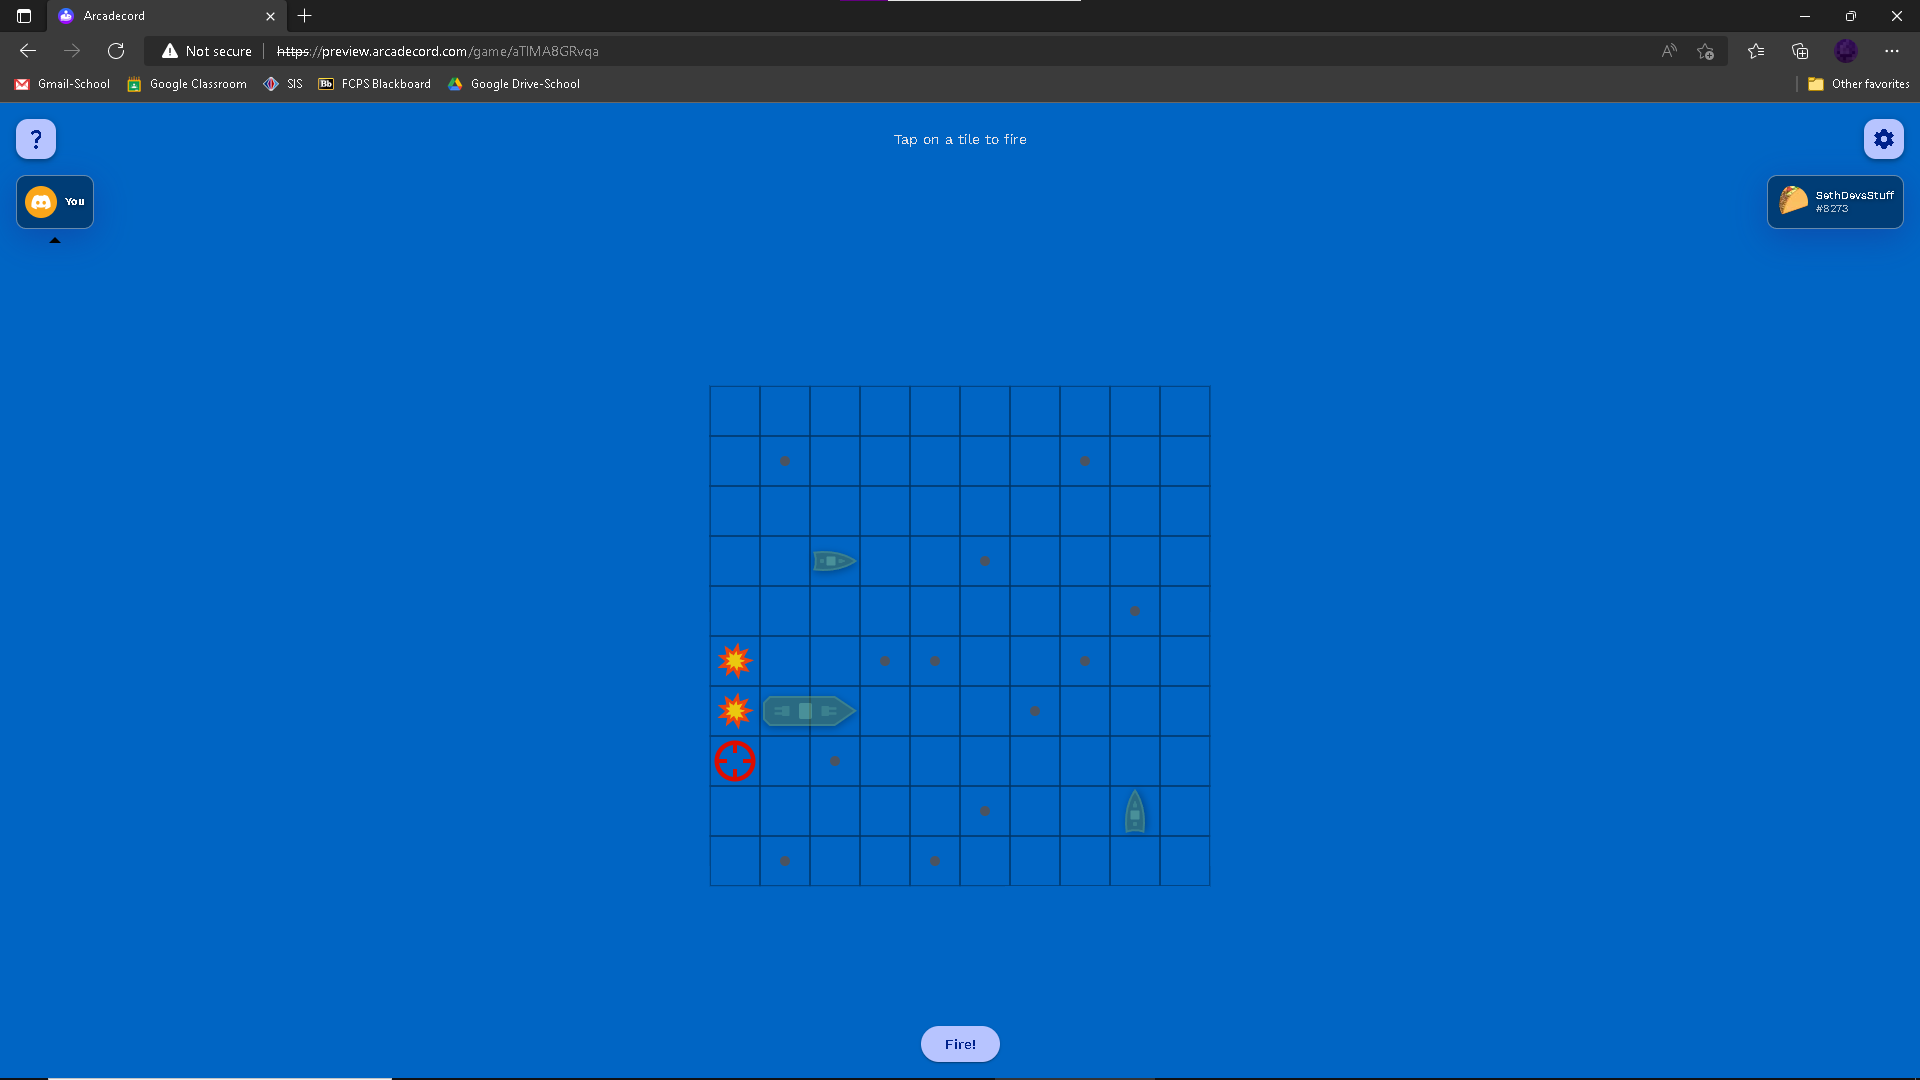 Arcadecord
Not secure
https://preview.arcadecord.com/game/aTlMA8GRvqa
Gmail-School
Google Classroom
SIS
Bb FCPS Blackboard
Google Drive-School
Other favorites
?
Tap on a tile to fire
You
SethDevsStuff
#8273
Fire!